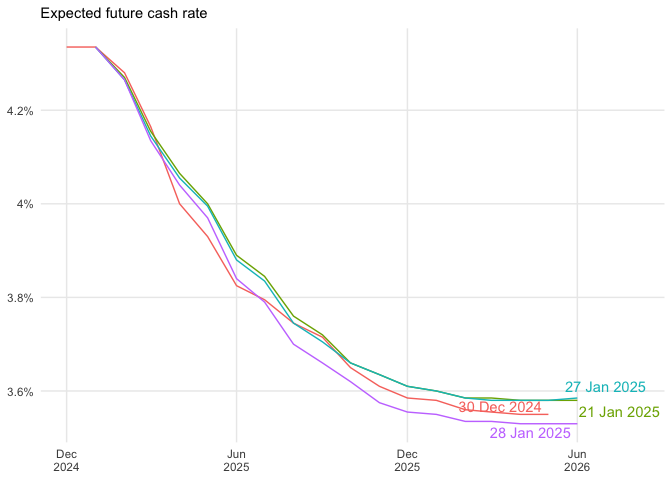 Expected future cash rate
4.2%
4%
3.8%
3.6%
27 Jan 2025
30 Dec 2024
21 Jan 2025
28 Jan 2025
Dec
2024
Jun
2025
Dec
2025
Jun
2026